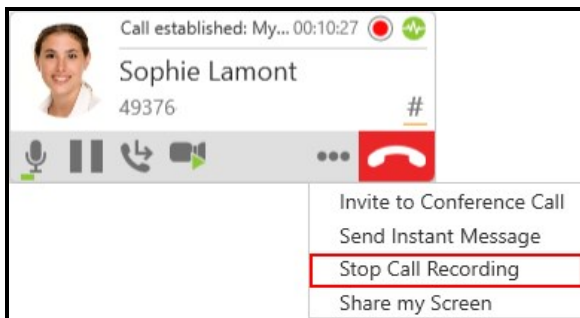 Call established: My... 00:10:27
Sophie Lamont
49376
#
Invite to Conference Call
Send Instant Message
Stop Call Recording
Share my Screen